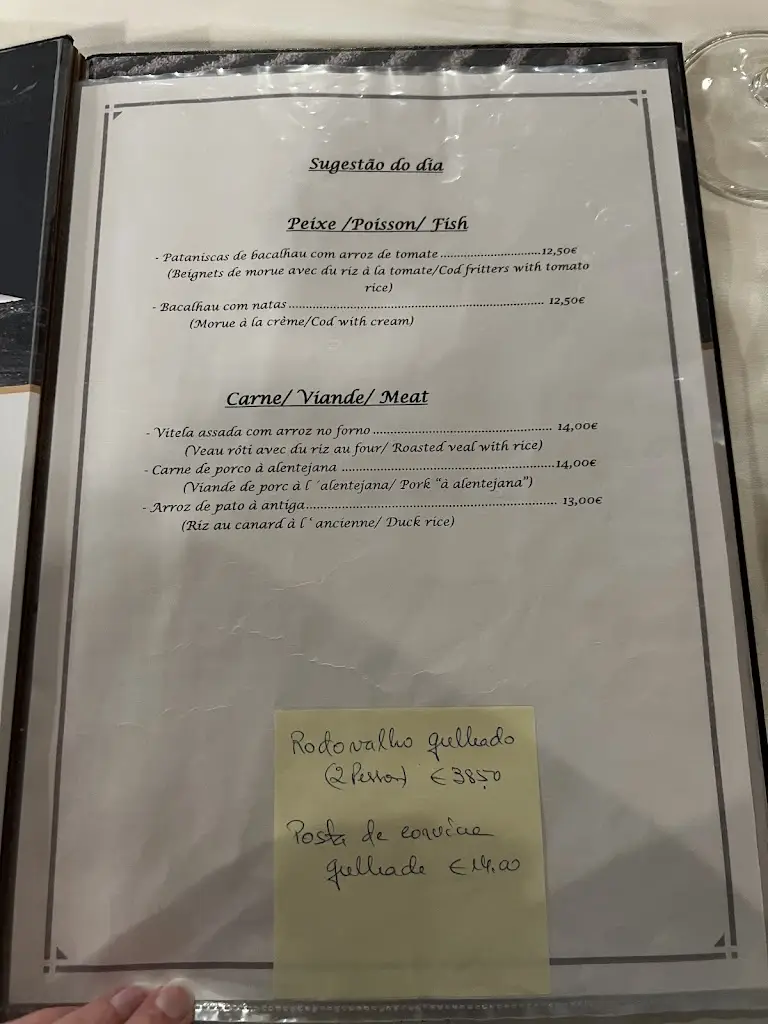 Sugestão do dia
Peixe /Poisson/ Fish
- Pataniscas de bacalhau com arroz de tomate............................12,50€
(Beignets de morue avec du riz à la tomate/Cod fritters with tomato
rice)
- Bacalhau com natas.......................................................................... 12,50€
(Morue à la crème/Cod with cream)
Carne/ Viande/ Meat
- Vitela assada com arroz no forno.................................................... 14,00€
(Veau rôti avec du riz au four/ Roasted veal with rice)
- Carne de porco à alentejana .............................................................14,00€
(Viande de porc à l ´alentejana/ Pork "à alentejana")
- Arroz de pato à antiga......................................................................... 13,00€
(Riz au canard à l ' ancienne/ Duck rice)
Rodovalho gelhado
(2 Pessoas) € 38,50
Posta de
gelhade € 14.00